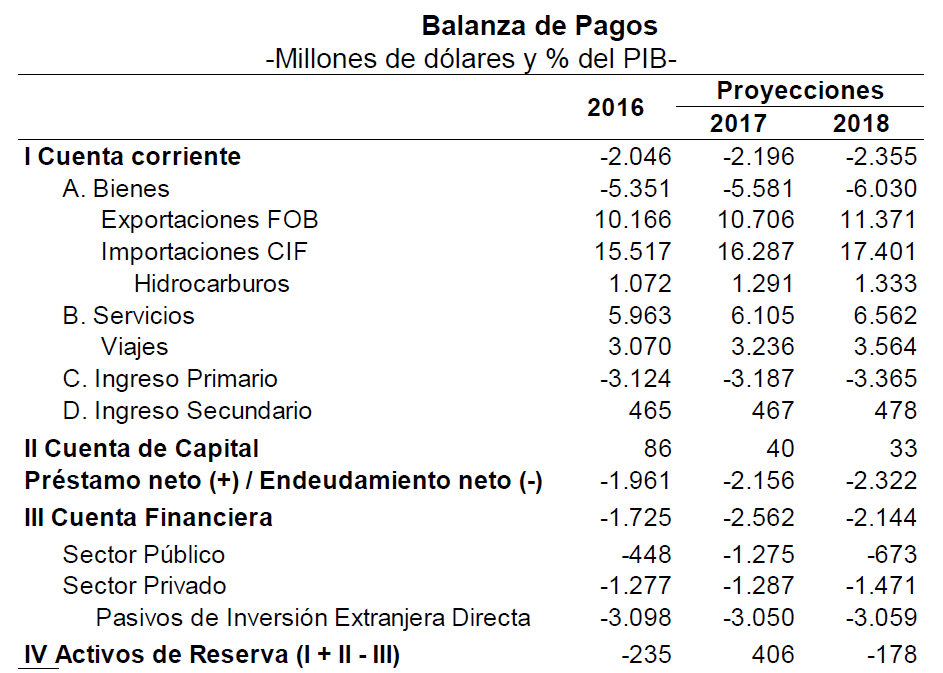 Balanza de Pagos
-Millones de dólares y % del PIB-
2016 Proyecciones
2017 2018
I Cuenta corriente -2.046 -2.196 -2.355
A. Bienes -5.351 -5.581 -6.030
Exportaciones FOB 10.166 10.706 11.371
Importaciones CIF 15.517 16.287 17.401
Hidrocarburos 1.072 1.291 1.333
B. Servicios 5.963 6.105 6.562
Viajes 3.070 3.236 3.564
C. Ingreso Primario -3.124 -3.187 -3.365
D. Ingreso Secundario 465 467 478
II Cuenta de Capital 86 40 33
Préstamo neto (+) / Endeudamiento neto (-) -1.961 -2.156 -2.322
III Cuenta Financiera -1.725 -2.562 -2.144
Sector Público -448 -1.275 -673
Sector Privado -1.277 -1.287 -1.471
Pasivos de Inversión Extranjera Directa -3.098 -3.050 -3.059
IV Activos de Reserva (I + II - III) -235 406 -178